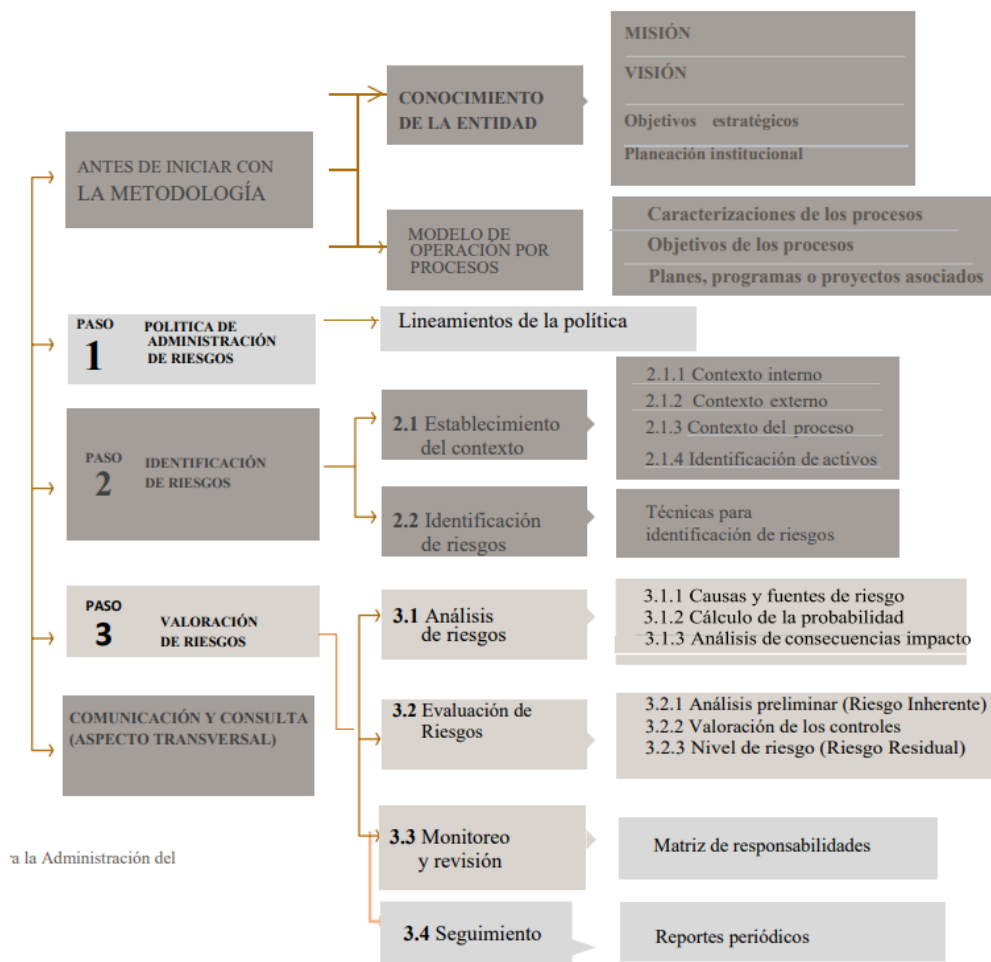 ANTES DE INICIAR CON
LA METODOLOGÍA
CONOCIMIENTO
DE LA ENTIDAD
MISIÓN
VISIÓN
Objetivos estratégicos
Planeación institucional
MODELO DE
OPERACIÓN POR
PROCESOS
Caracterizaciones de los procesos
Objetivos de los procesos
Planes, programas o proyectos asociados
PASO
1
POLITICA DE
ADMINISTRACIÓN
DE RIESGOS
Lineamientos de la política
PASO
2
IDENTIFICACIÓN
DE RIESGOS
2.1 Establecimiento
del contexto
2.1.1 Contexto interno
2.1.2 Contexto externo
2.1.3 Contexto del proceso
2.1.4 Identificación de activos
2.2 Identificación
de riesgos
Técnicas para
identificación de riesgos
PASO
3
VALORACIÓN
DE RIESGOS
3.1 Análisis
de riesgos
3.1.1 Causas y fuentes de riesgo
3.1.2 Cálculo de la probabilidad
3.1.3 Análisis de consecuencias impacto
3.2 Evaluación de
Riesgos
3.2.1 Análisis preliminar (Riesgo Inherente)
3.2.2 Valoración de los controles
3.2.3 Nivel de riesgo (Riesgo Residual)
3.3 Monitoreo
y revisión
Matriz de responsabilidades
3.4 Seguimiento
Reportes periódicos
COMUNICACIÓN Y CONSULTA
(ASPECTO TRANSVERSAL)
a la Administración del